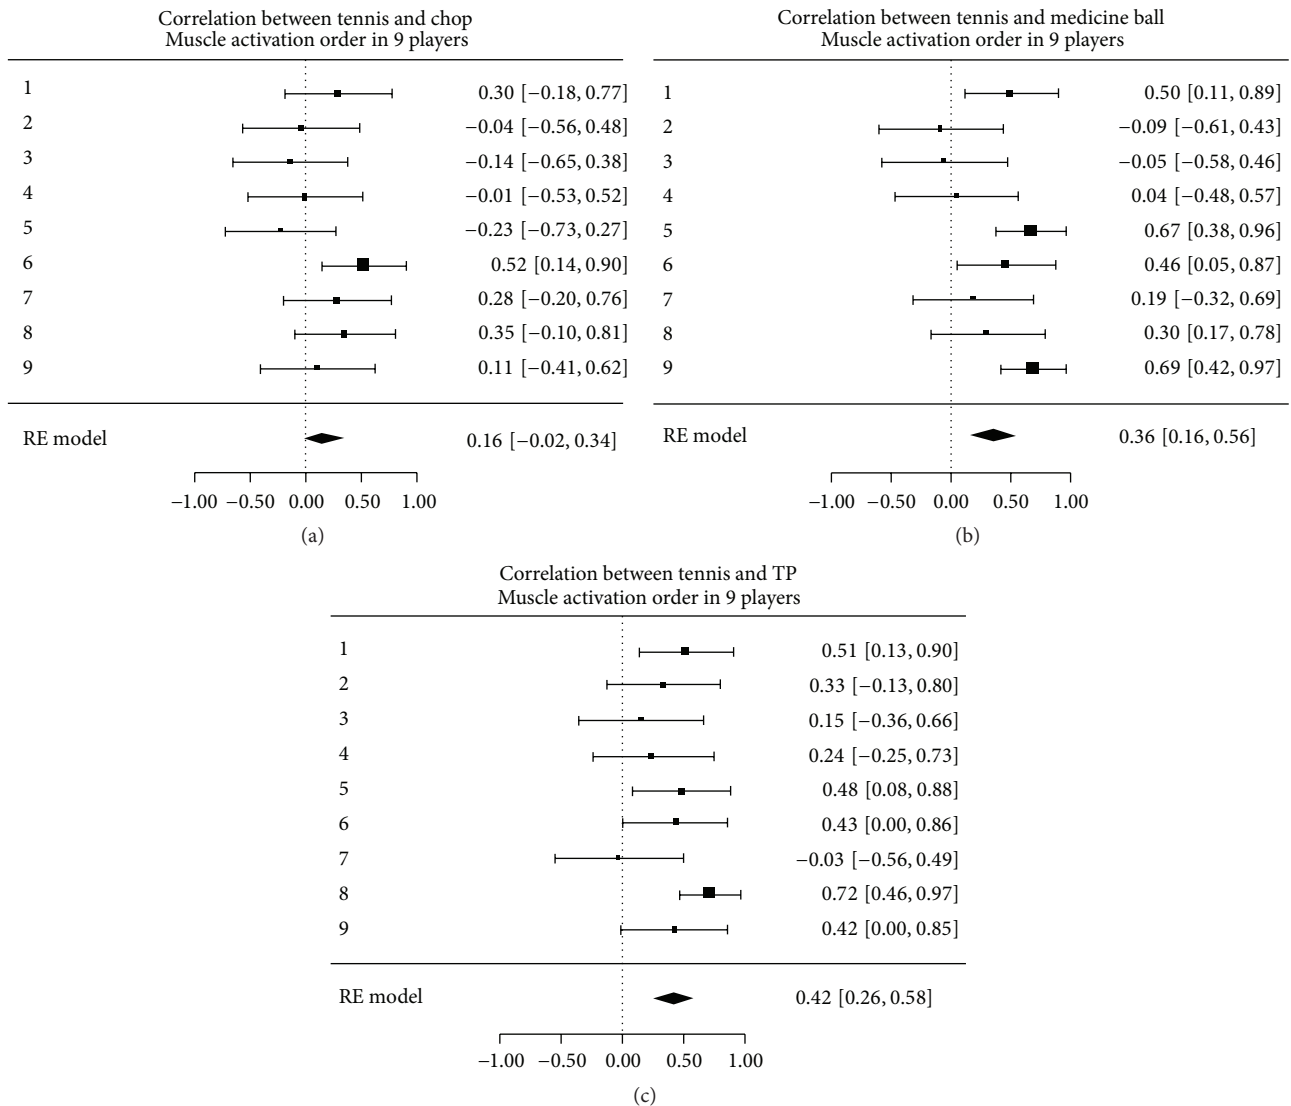 Correlation between tennis and chop
Muscle activation order in 9 players
1 0.30 [−0.18, 0.77]
2 −0.04 [−0.56, 0.48]
3 −0.14 [−0.65, 0.38]
4 −0.01 [−0.53, 0.52]
5 −0.23 [−0.73, 0.27]
6 0.52 [0.14, 0.90]
7 0.28 [−0.20, 0.76]
8 0.35 [−0.10, 0.81]
9 0.11 [−0.41, 0.62]
RE model 0.16 [−0.02, 0.34]
−1.00 −0.50 0.00 0.50 1.00
(a)
Correlation between tennis and medicine ball
Muscle activation order in 9 players
1 0.50 [0.11, 0.89]
2 −0.09 [−0.61, 0.43]
3 −0.05 [−0.58, 0.46]
4 0.04 [−0.48, 0.57]
5 0.67 [0.38, 0.96]
6 0.46 [0.05, 0.87]
7 0.19 [−0.32, 0.69]
8 0.30 [0.17, 0.78]
9 0.69 [0.42, 0.97]
RE model 0.36 [0.16, 0.56]
−1.00 −0.50 0.00 0.50 1.00
(b)
Correlation between tennis and TP
Muscle activation order in 9 players
1 0.51 [0.13, 0.90]
2 0.33 [−0.13, 0.80]
3 0.15 [−0.36, 0.66]
4 0.24 [−0.25, 0.73]
5 0.48 [0.08, 0.88]
6 0.43 [0.00, 0.86]
7 −0.03 [−0.56, 0.49]
8 0.72 [0.46, 0.97]
9 0.42 [0.00, 0.85]
RE model 0.42 [0.26, 0.58]
−1.00 −0.50 0.00 0.50 1.00
(c)